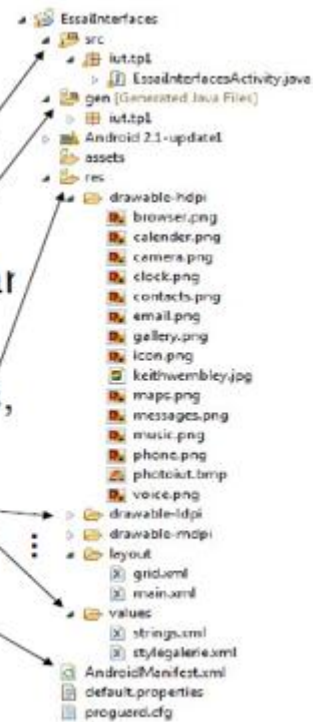 EssaiInterfaces
src
iut.tp1
EssaiInterfacesActivity.java
gen [Generated Java Files]
iut.tp1
Android 2.1-update1
assets
res
drawable-hdpi
browser.png
calender.png
camera.png
clock.png
contacts.png
email.png
gallery.png
icon.png
keithwembley.jpg
maps.png
messages.png
music.png
phone.png
photoiut.bmp
voice.png
drawable-ldpi
drawable-mdpi
layout
grid.xml
main.xml
values
strings.xml
stylegalerie.xml
AndroidManifest.xml
default.properties
proguard.cfg